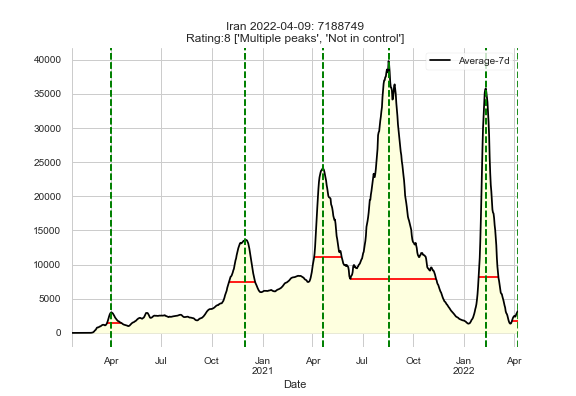 Iran 2022-04-09: 7188749
Rating:8 ['Multiple peaks', 'Not in control']
Average-7d
40000
35000
30000
25000
20000
15000
10000
5000
0
Apr Jul Oct Jan Apr Jul Oct Jan Apr
2021 2022
Date